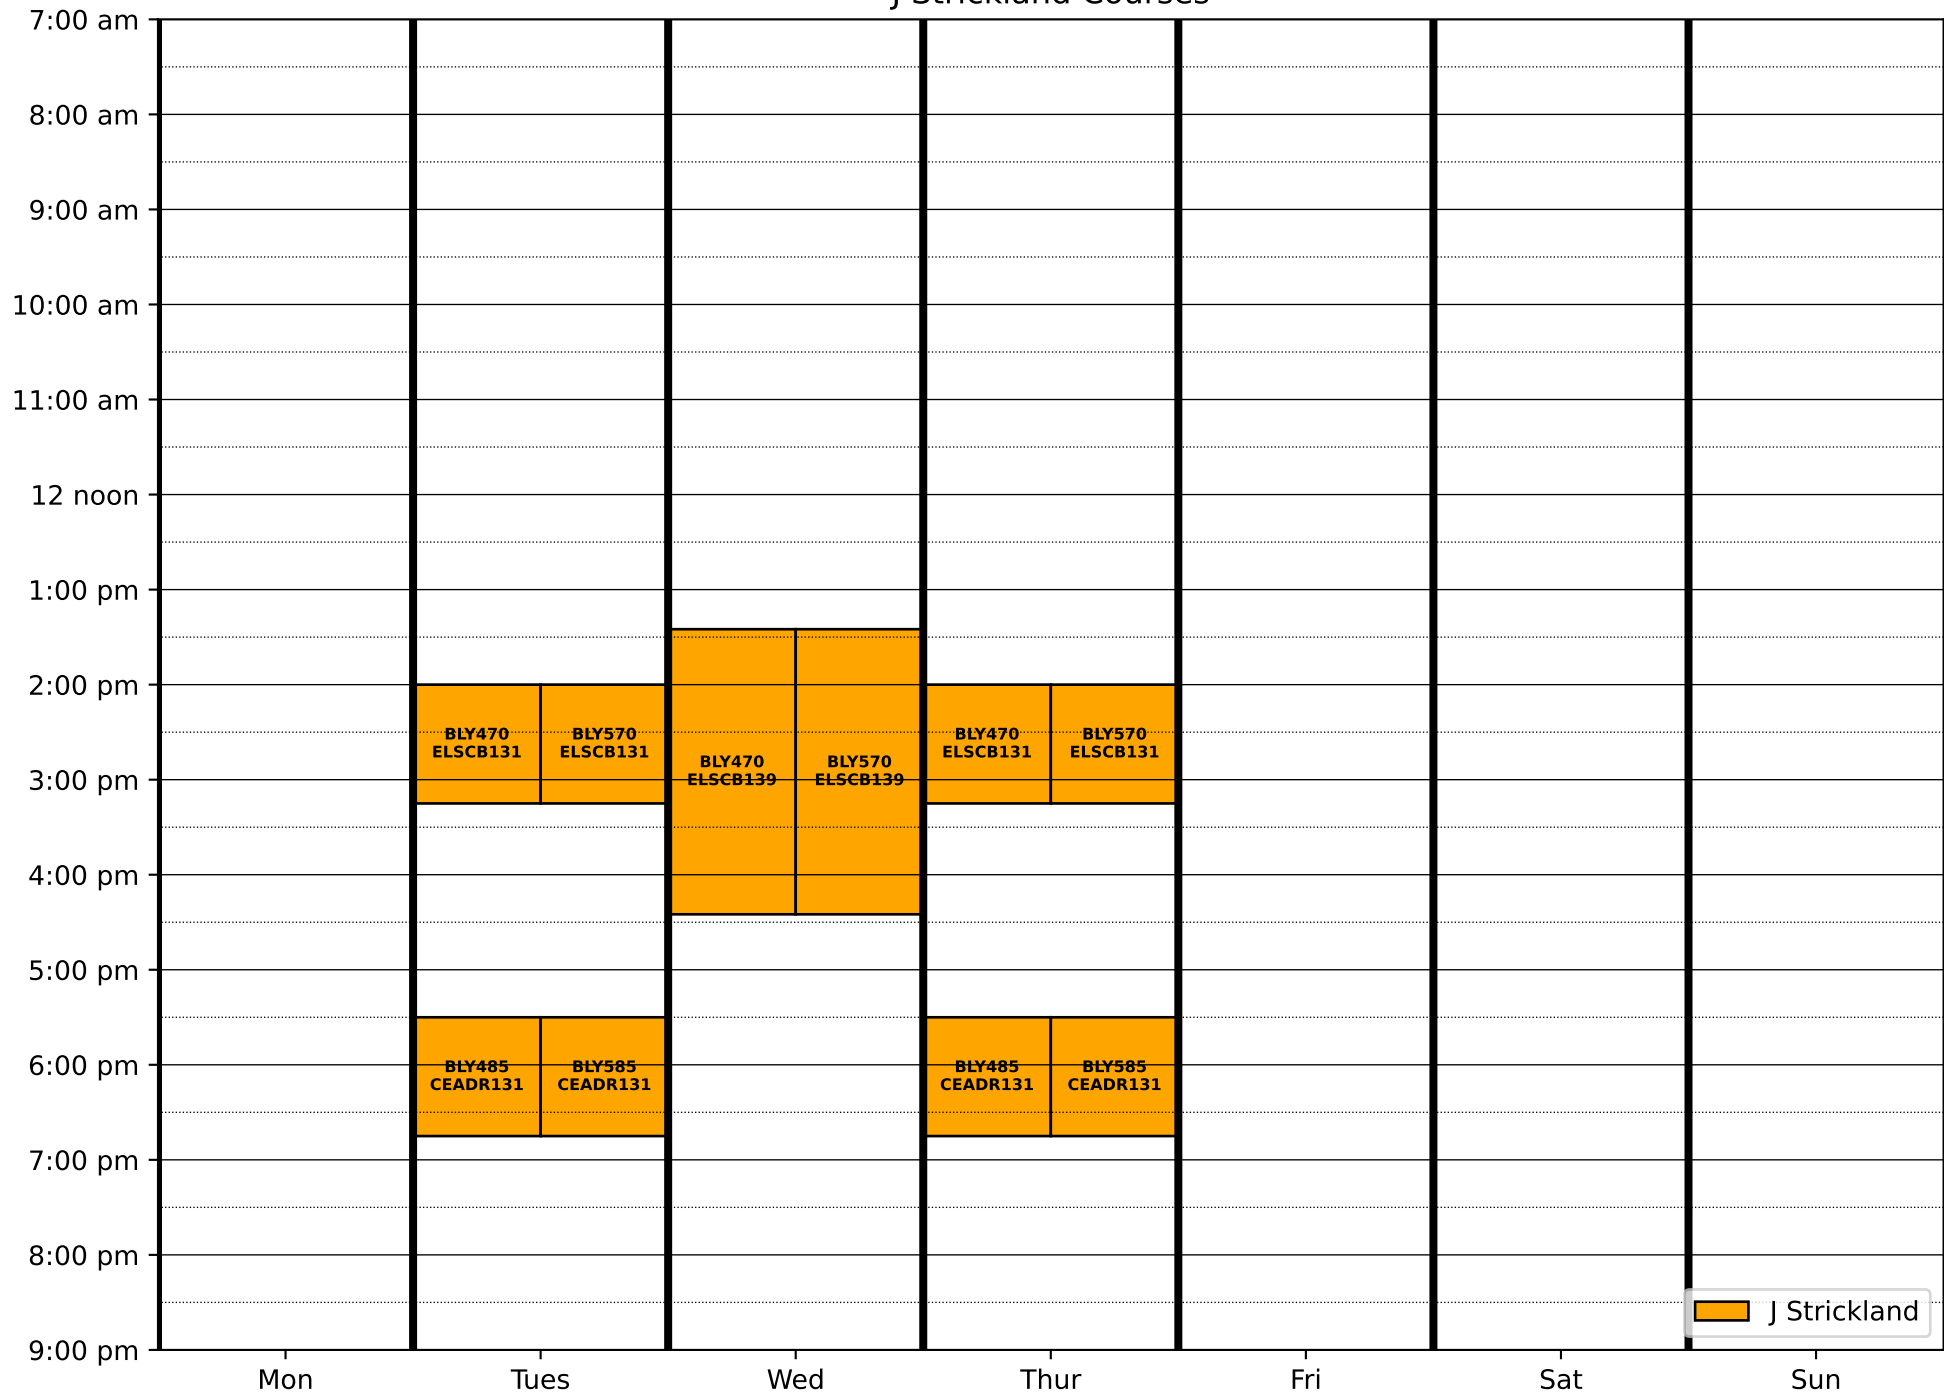 J Strickland Courses
7:00 am
8:00 am
9:00 am
10:00 am
11:00 am
12 noon
1:00 pm
2:00 pm
3:00 pm
4:00 pm
5:00 pm
6:00 pm
7:00 pm
8:00 pm
9:00 pm
BLY470
ELSCB131
BLY570
ELSCB131
BLY470
ELSCB139
BLY570
ELSCB139
BLY470
ELSCB131
BLY570
ELSCB131
BLY485
CEADR131
BLY585
CEADR131
BLY485
CEADR131
BLY585
CEADR131
J Strickland
Mon
Tues
Wed
Thur
Fri
Sat
Sun